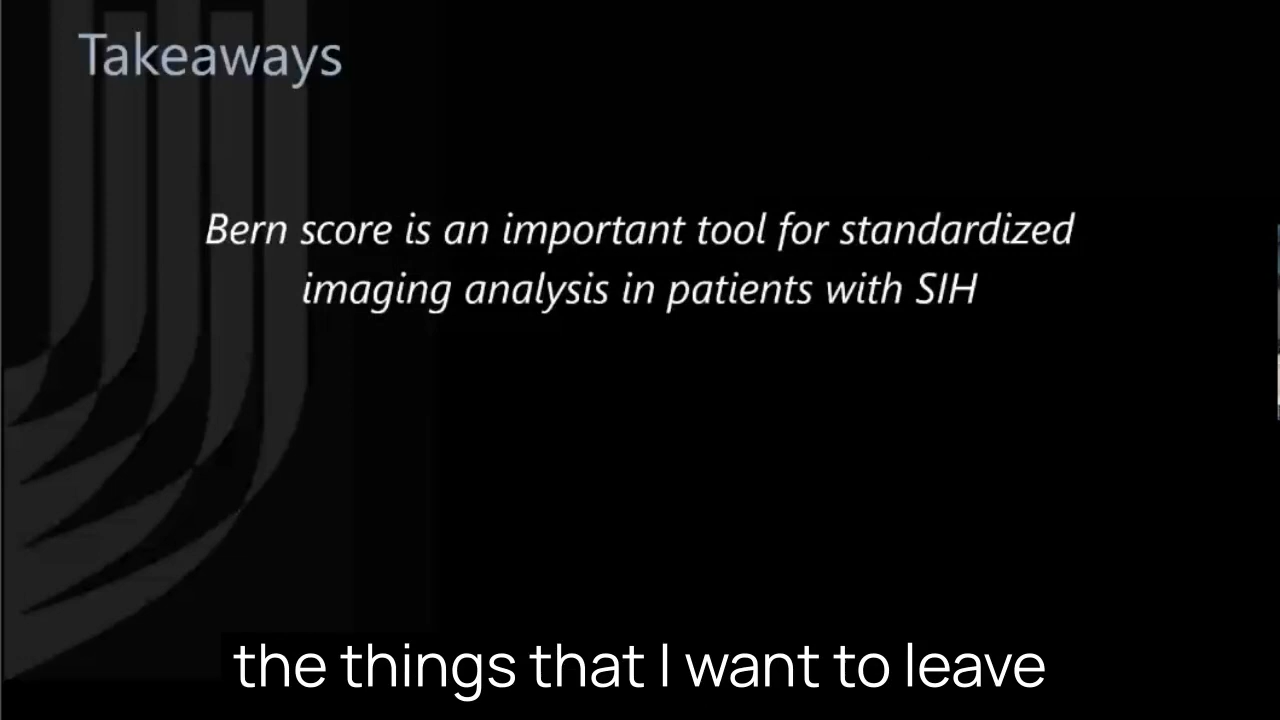 Takeaways
Bern score is an important tool for standardized
imaging analysis in patients with SIH
the things that I want to leave